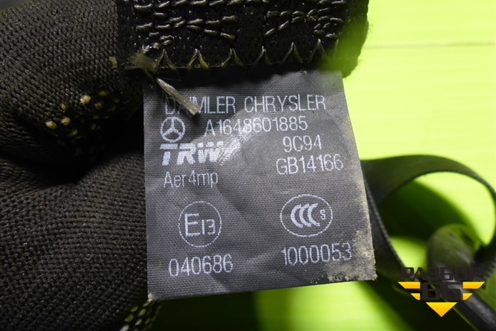 DAIMLER CHRYSLER
A1648601885
TRW 9C94
Aer4mp GB14166
E13 CCC S
040686 1000053